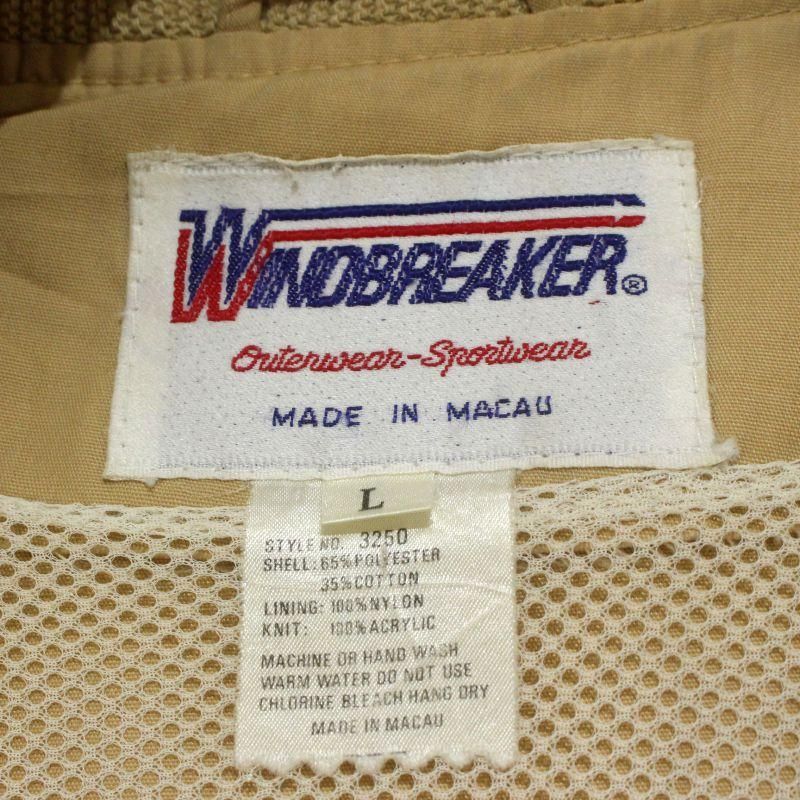 WINDBREAKER®
Outerwear-Sportwear
MADE IN MACAU
L
STYLE NO. 3250
SHELL: 65% POLYESTER
35% COTTON
LINING: 100% NYLON
KNIT: 100% ACRYLIC
MACHINE OR HAND WASH
WARM WATER DO NOT USE
CHLORINE BLEACH HANG DRY
MADE IN MACAU